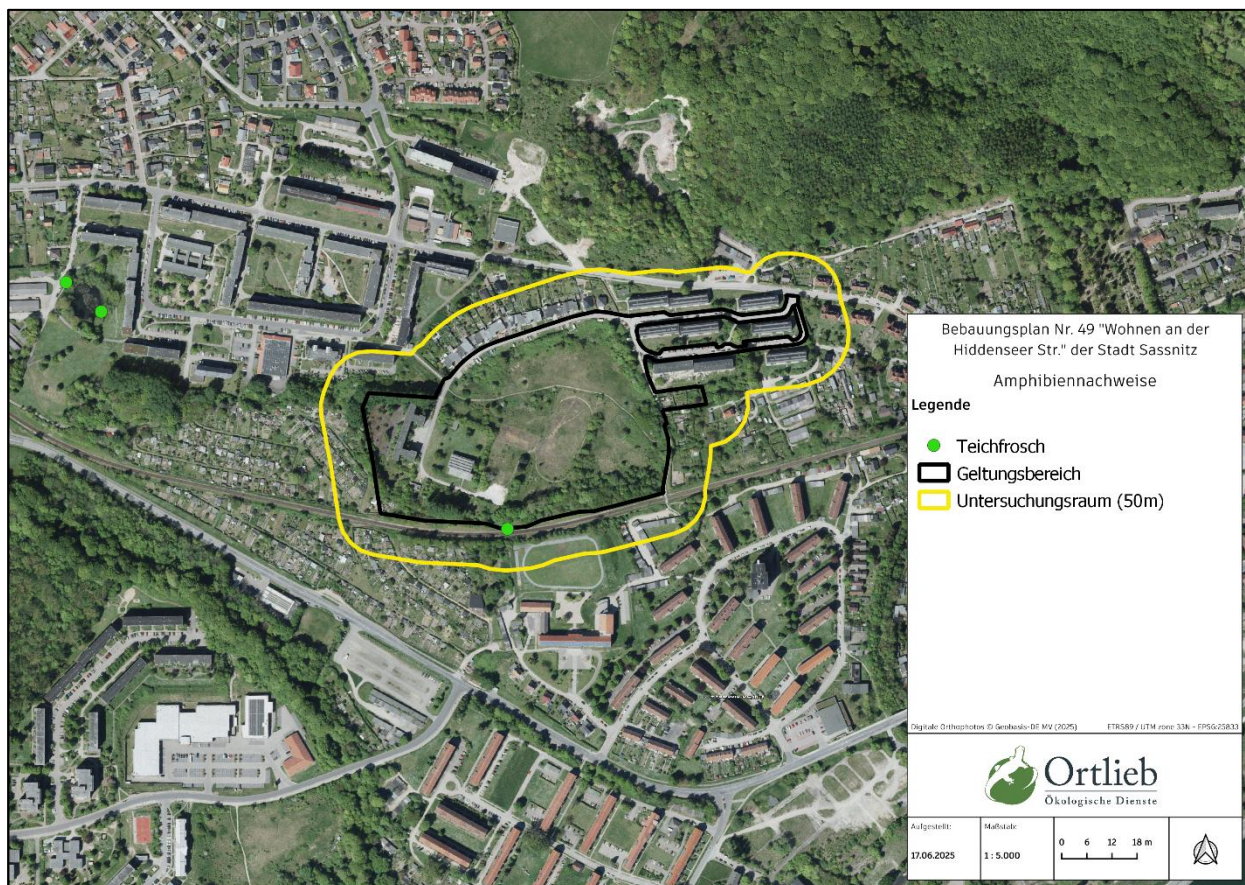 Bebauungsplan Nr. 49 "Wohnen an der
Hiddenseer Str." der Stadt Sassnitz
Amphibiennachweise
Legende
Teichfrosch
Geltungsbereich
Untersuchungsraum (50m)
Digitale Orthophotos © Geobasis-DE MV (2025) ETRS89 / UTM zone 33N - EPSG:25833
Ortlieb
Ökologische Dienste
Aufgestellt: Maßstab:
17.06.2025 1 : 5.000
0 6 12 18 m